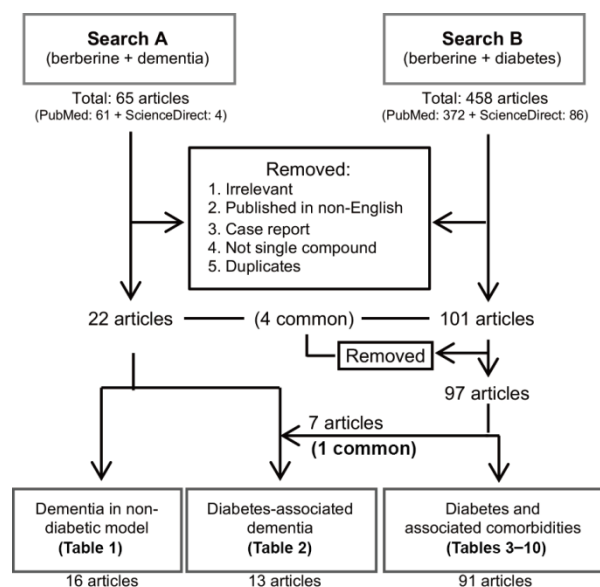 Search A
(berberine + dementia)
Search B
(berberine + diabetes)
Total: 65 articles
(PubMed: 61 + ScienceDirect: 4)
Total: 458 articles
(PubMed: 372 + ScienceDirect: 86)
Removed:
1. Irrelevant
2. Published in non-English
3. Case report
4. Not single compound
5. Duplicates
22 articles
(4 common)
101 articles
Removed
97 articles
7 articles
(1 common)
Dementia in non-
diabetic model
(Table 1)
Diabetes-associated
dementia
(Table 2)
Diabetes and
associated comorbidities
(Tables 3–10)
16 articles
13 articles
91 articles